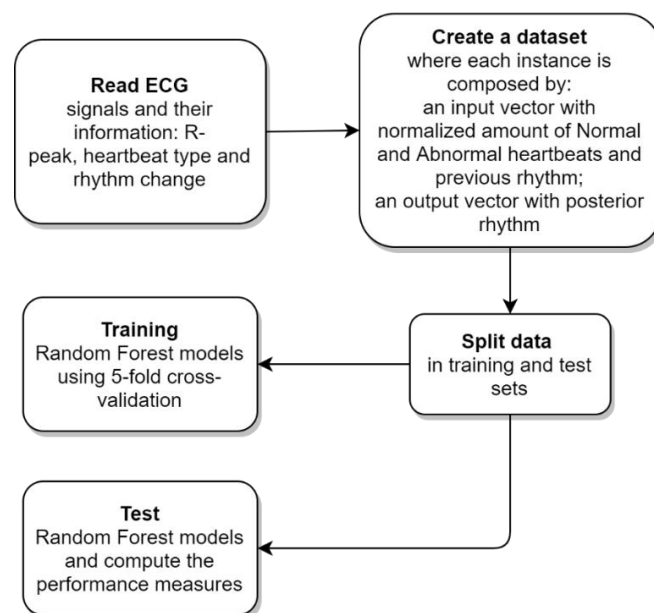 Read ECG
signals and their
information: R-
peak, heartbeat type and
rhythm change
Create a dataset
where each instance is
composed by:
an input vector with
normalized amount of Normal
and Abnormal heartbeats and
previous rhythm;
an output vector with posterior
rhythm
Split data
in training and test
sets
Training
Random Forest models
using 5-fold cross-
validation
Test
Random Forest models
and compute the
performance measures